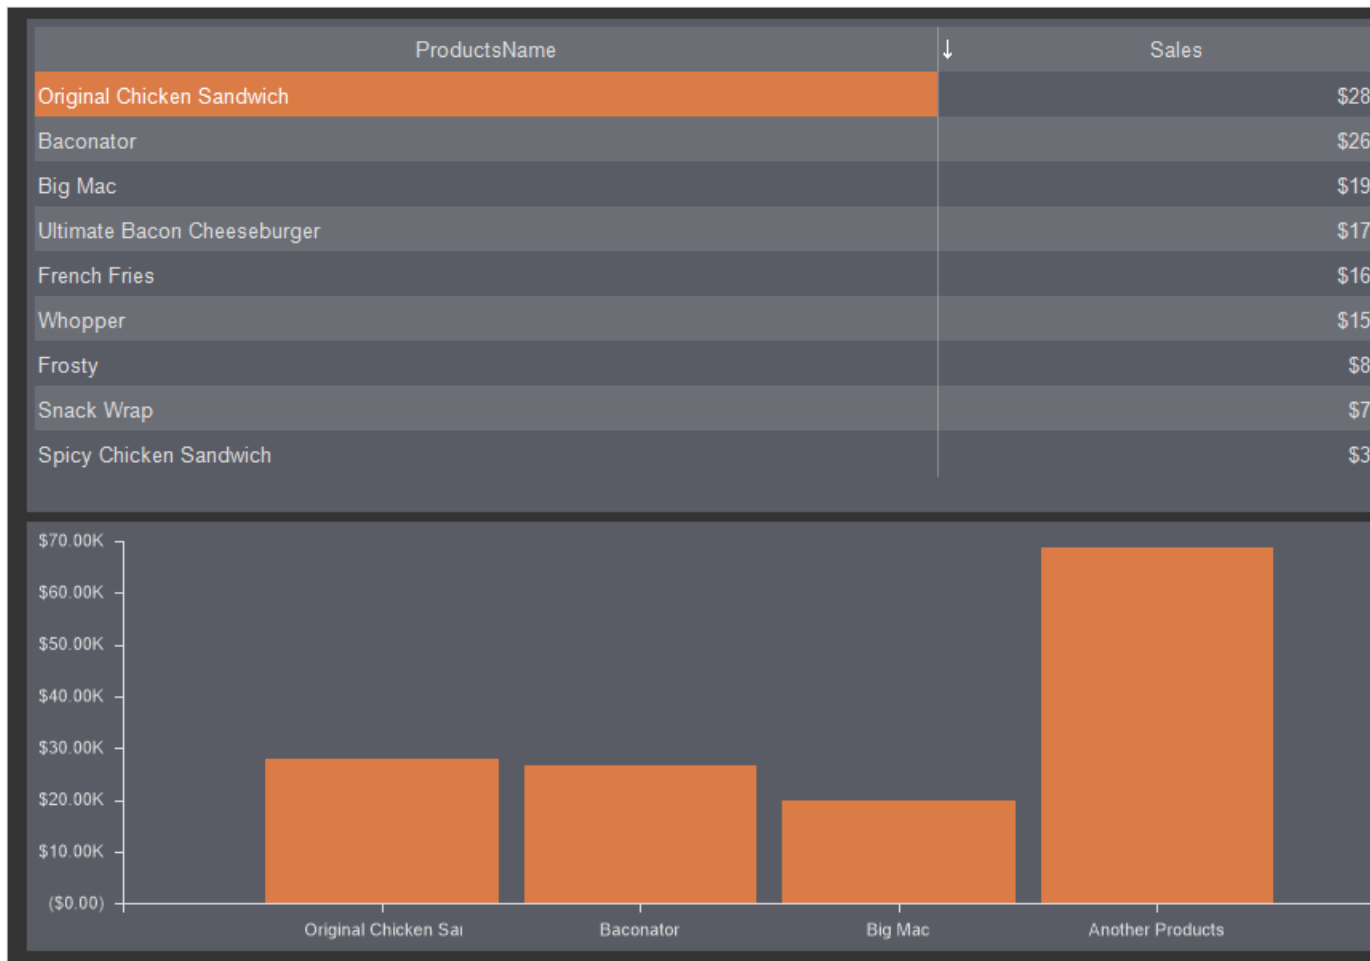 ProductsName ↓ Sales
Original Chicken Sandwich $28
Baconator $26
Big Mac $19
Ultimate Bacon Cheeseburger $17
French Fries $16
Whopper $15
Frosty $8
Snack Wrap $7
Spicy Chicken Sandwich $3
$70.00K
$60.00K
$50.00K
$40.00K
$30.00K
$20.00K
$10.00K
($0.00)
Original Chicken Sa Baconator Big Mac Another Products